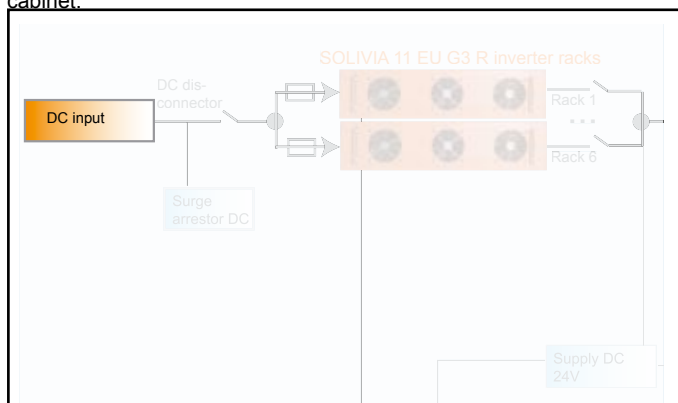 cabinet.
SOLIVIA 11 EU G3 R inverter racks
DC dis-
connector
Rack 1
DC input
Rack 6
Surge
arrestor DC
Supply DC
24V